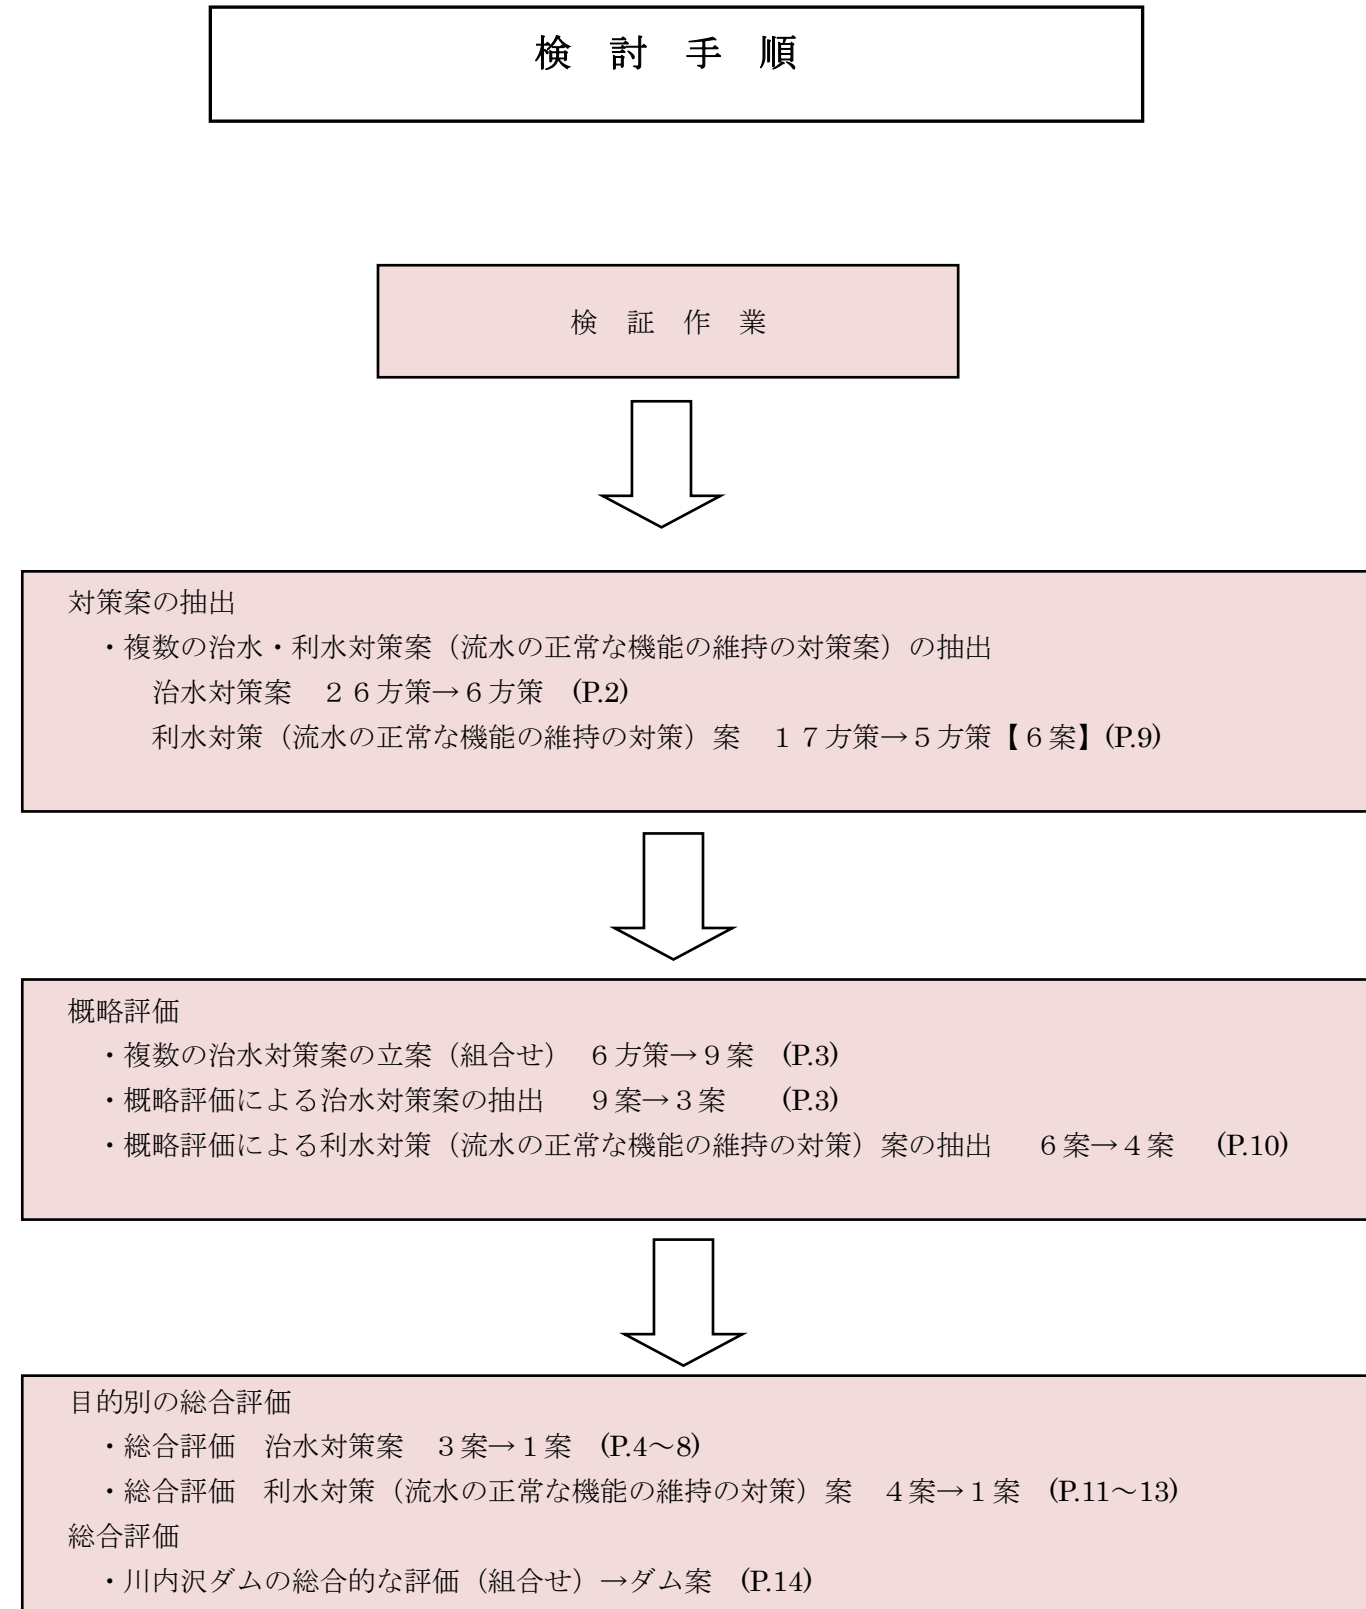 検　討　手　順
検　証　作　業
対策案の抽出
・複数の治水・利水対策案（流水の正常な機能の維持の対策案）の抽出
治水対策案　２６方策→６方策　(P.2)
利水対策（流水の正常な機能の維持の対策）案　１７方策→５方策【６案】(P.9)
概略評価
・複数の治水対策案の立案（組合せ）　６方策→９案　(P.3)
・概略評価による治水対策案の抽出　　９案→３案　　(P.3)
・概略評価による利水対策（流水の正常な機能の維持の対策）案の抽出　　６案→４案　　(P.10)
目的別の総合評価
・総合評価　治水対策案　３案→１案　(P.4～8)
・総合評価　利水対策（流水の正常な機能の維持の対策）案　４案→１案　(P.11～13)
総合評価
・川内沢ダムの総合的な評価（組合せ）→ダム案　(P.14)